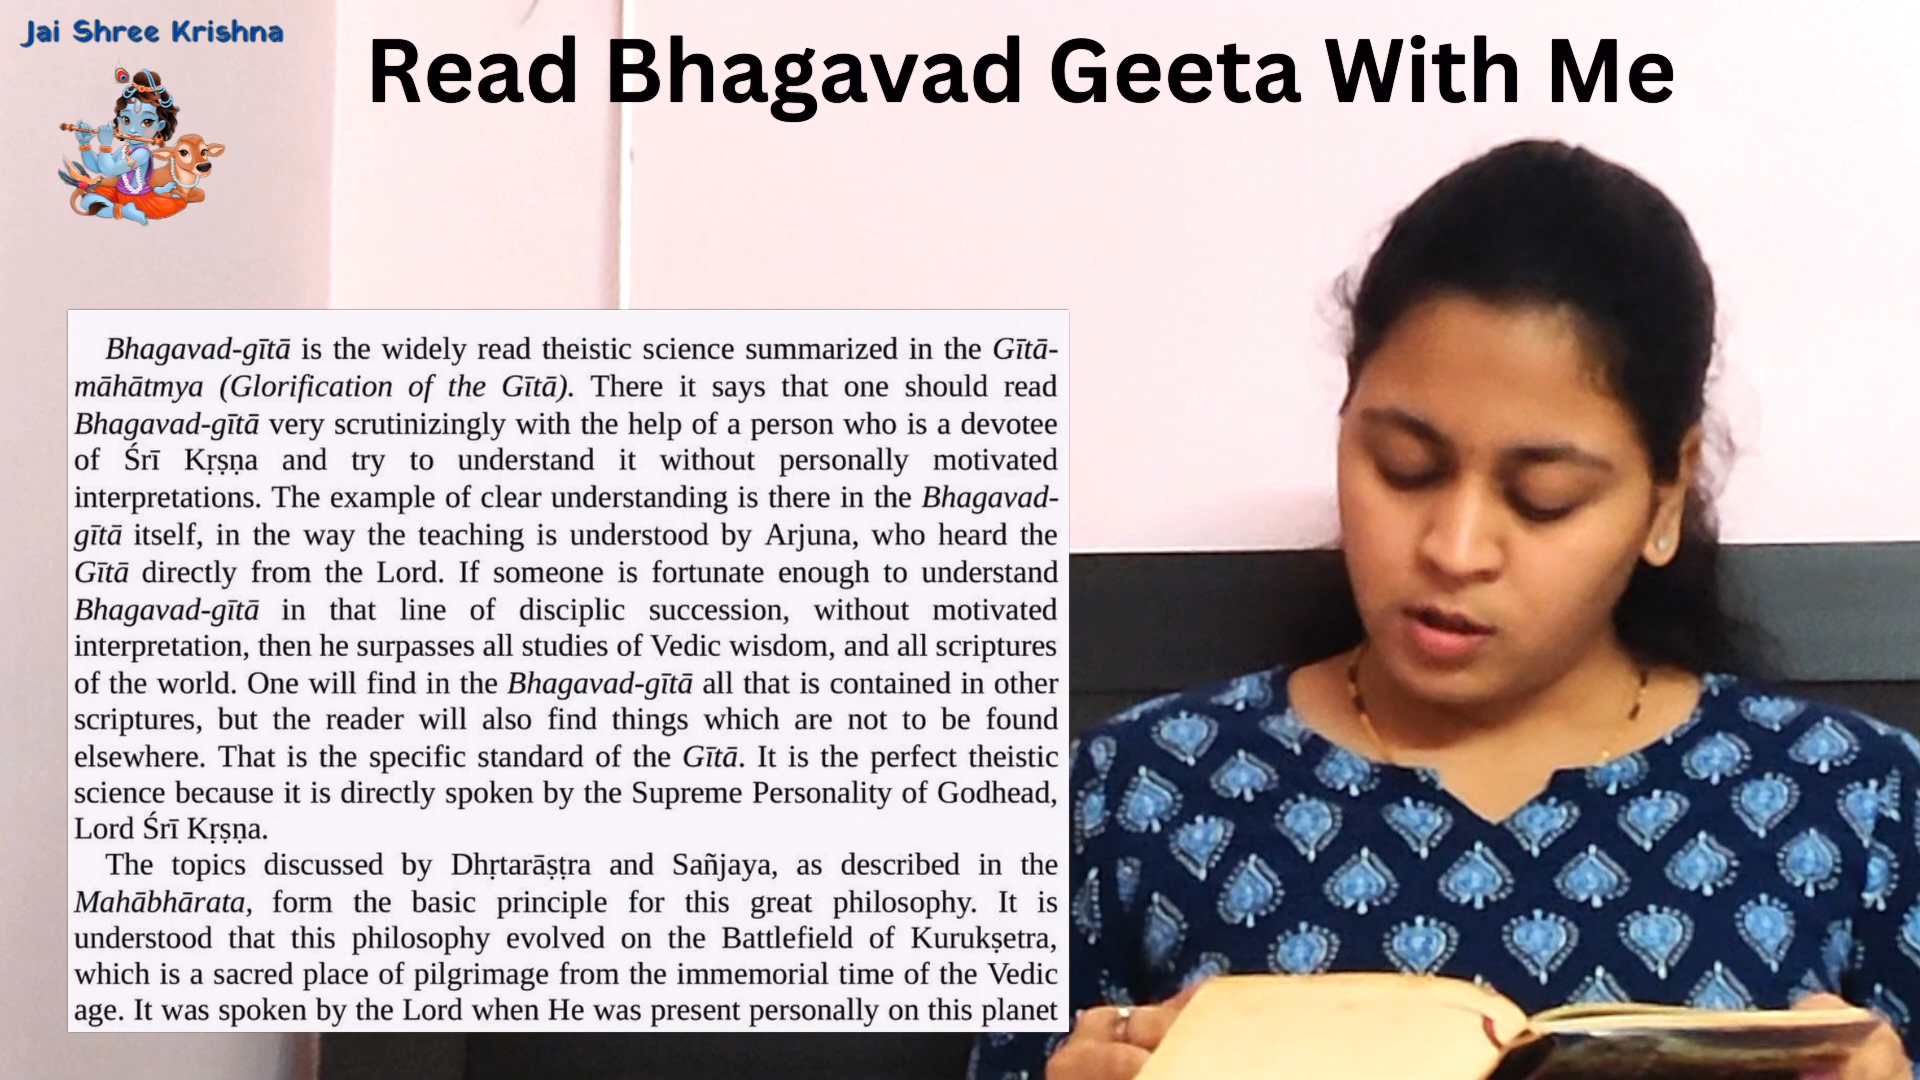 Jai Shree Krishna
Read Bhagavad Geeta With Me
Bhagavad-gītā is the widely read theistic science summarized in the Gītā-
māhātmya (Glorification of the Gītā). There it says that one should read
Bhagavad-gītā very scrutinizingly with the help of a person who is a devotee
of Śrī Kṛṣṇa and try to understand it without personally motivated
interpretations. The example of clear understanding is there in the Bhagavad-
gītā itself, in the way the teaching is understood by Arjuna, who heard the
Gītā directly from the Lord. If someone is fortunate enough to understand
Bhagavad-gītā in that line of disciplic succession, without motivated
interpretation, then he surpasses all studies of Vedic wisdom, and all scriptures
of the world. One will find in the Bhagavad-gītā all that is contained in other
scriptures, but the reader will also find things which are not to be found
elsewhere. That is the specific standard of the Gītā. It is the perfect theistic
science because it is directly spoken by the Supreme Personality of Godhead,
Lord Śrī Kṛṣṇa.
The topics discussed by Dhṛtarāṣṭra and Sañjaya, as described in the
Mahābhārata, form the basic principle for this great philosophy. It is
understood that this philosophy evolved on the Battlefield of Kurukṣetra,
which is a sacred place of pilgrimage from the immemorial time of the Vedic
age. It was spoken by the Lord when He was present personally on this planet